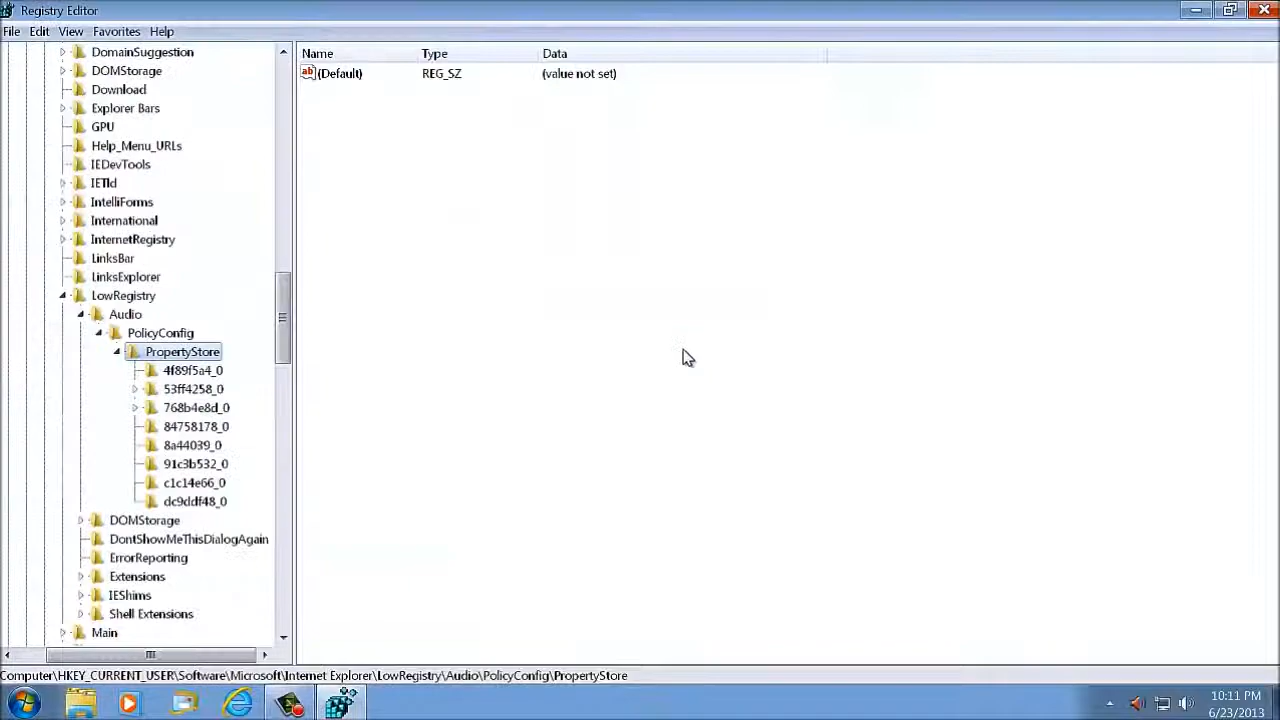 Registry Editor
File Edit View Favorites Help
DomainSuggestion
DOMStorage
Download
Explorer Bars
GPU
Help_Menu_URLs
IEDevTools
IETld
IntelliForms
International
InternetRegistry
LinksBar
LinksExplorer
LowRegistry
Audio
PolicyConfig
PropertyStore
4f89f5a4_0
53ff4258_0
768b4e8d_0
84758178_0
8a44039_0
91c3b532_0
c1c14e66_0
dc9ddf48_0
DOMStorage
DontShowMeThisDialogAgain
ErrorReporting
Extensions
IEShims
Shell Extensions
Main
Name Type Data
ab (Default) REG_SZ (value not set)
Computer\HKEY_CURRENT_USER\Software\Microsoft\Internet Explorer\LowRegistry\Audio\PolicyConfig\PropertyStore
10:11 PM
6/23/2013